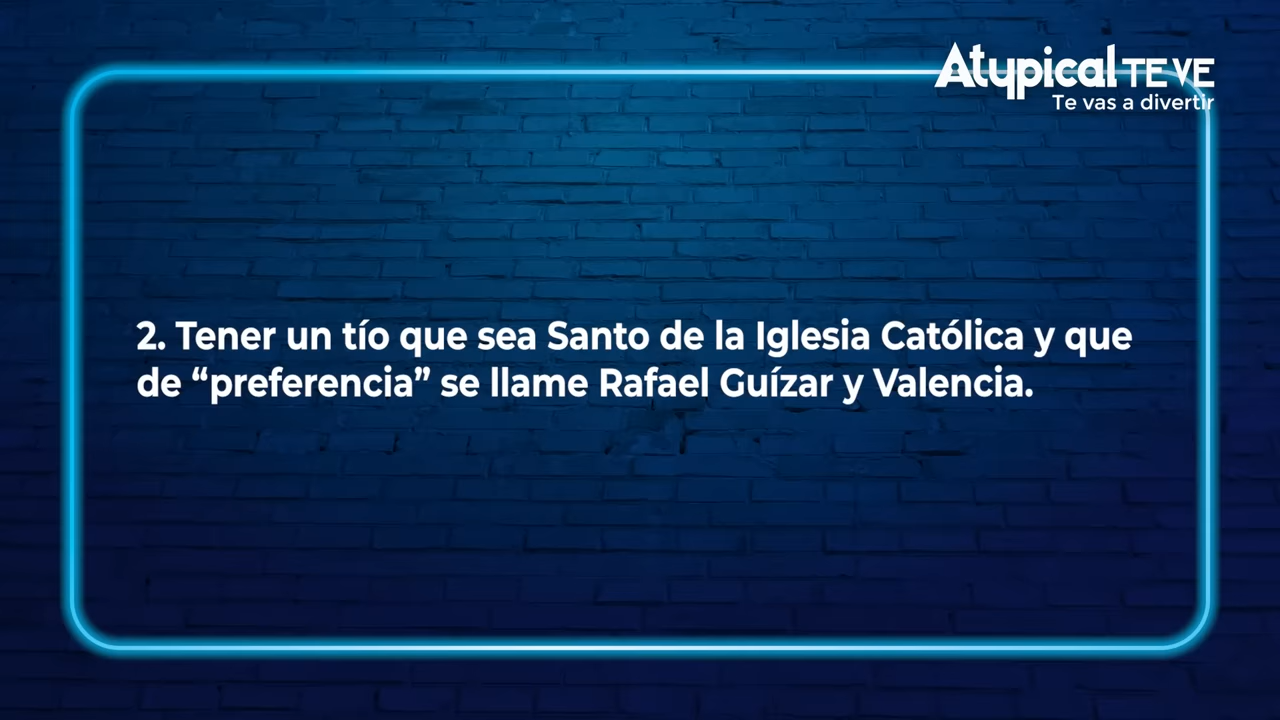 Atypical TE VE
Te vas a divertir
2. Tener un tío que sea Santo de la Iglesia Católica y que
de “preferencia” se llame Rafael Guízar y Valencia.